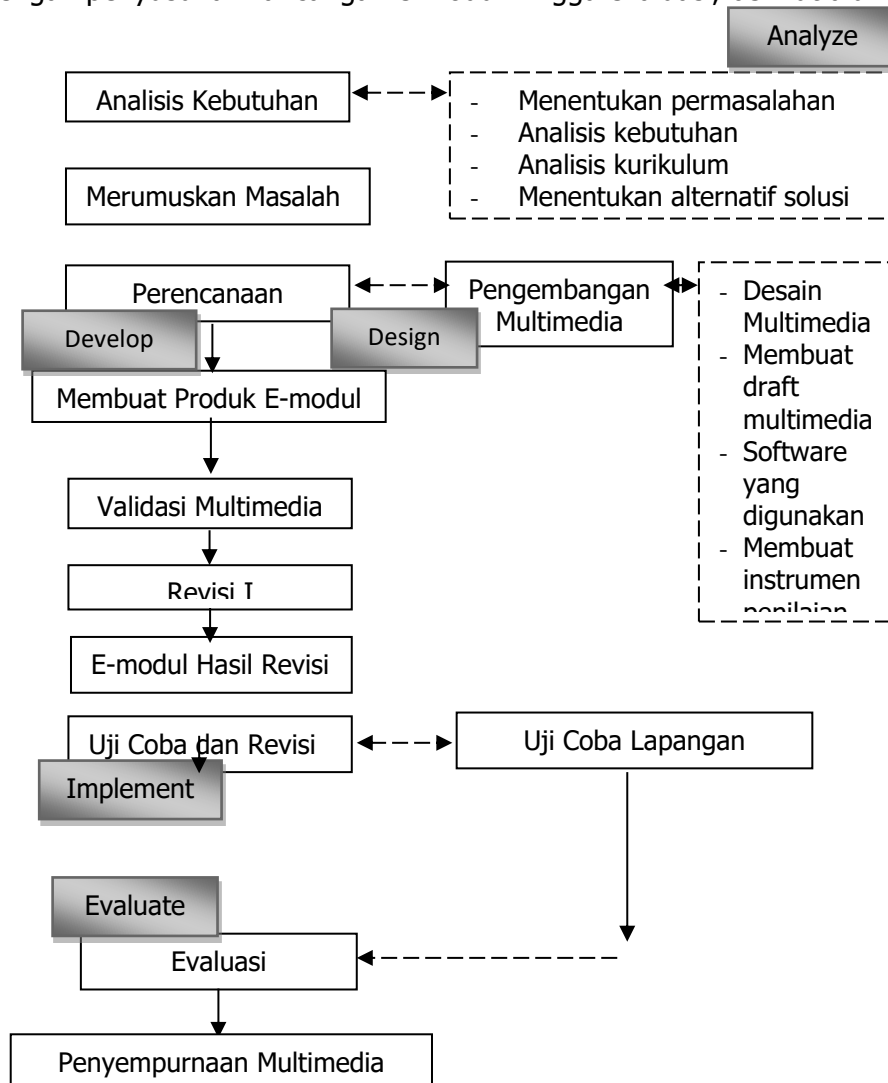 Analyze
Analisis Kebutuhan
- Menentukan permasalahan
- Analisis kebutuhan
- Analisis kurikulum
- Menentukan alternatif solusi
Merumuskan Masalah
Perencanaan
Pengembangan
Multimedia
- Desain
Multimedia
- Membuat
draft
multimedia
- Software
yang
digunakan
- Membuat
instrumen
penilaian
Develop
Design
Membuat Produk E-modul
Validasi Multimedia
Revisi I
E-modul Hasil Revisi
Uji Coba dan Revisi
Uji Coba Lapangan
Implement
Evaluate
Evaluasi
Penyempurnaan Multimedia